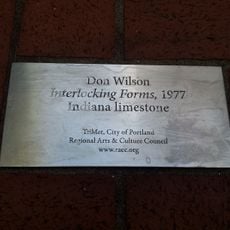 Don Wilson
Interlocking Forms, 1977
Indiana limestone
TriMet, City of Portland
Regional Arts & Culture Council
www.racc.org